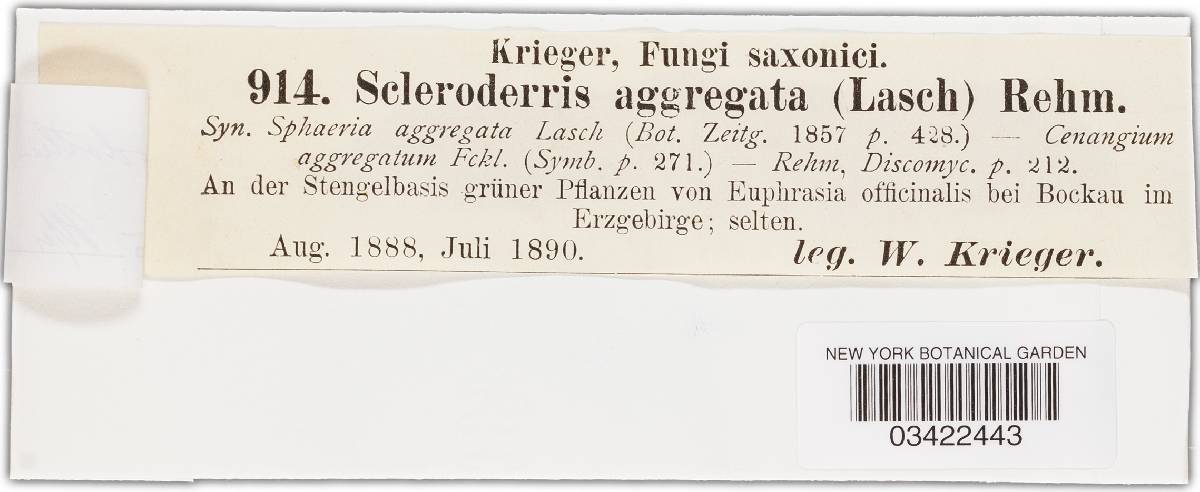 Krieger, Fungi saxonici.
914. Scleroderris aggregata (Lasch) Rehm.
Syn. Sphaeria aggregata Lasch (Bot. Zeitg. 1857 p. 428.) — Cenangium
aggregatum Fckl. (Symb. p. 271.) — Rehm, Discomyc. p. 212.
An der Stengelbasis grüner Pflanzen von Euphrasia officinalis bei Bockau im
Erzgebirge; selten.
Aug. 1888, Juli 1890. leg. W. Krieger.
NEW YORK BOTANICAL GARDEN
03422443